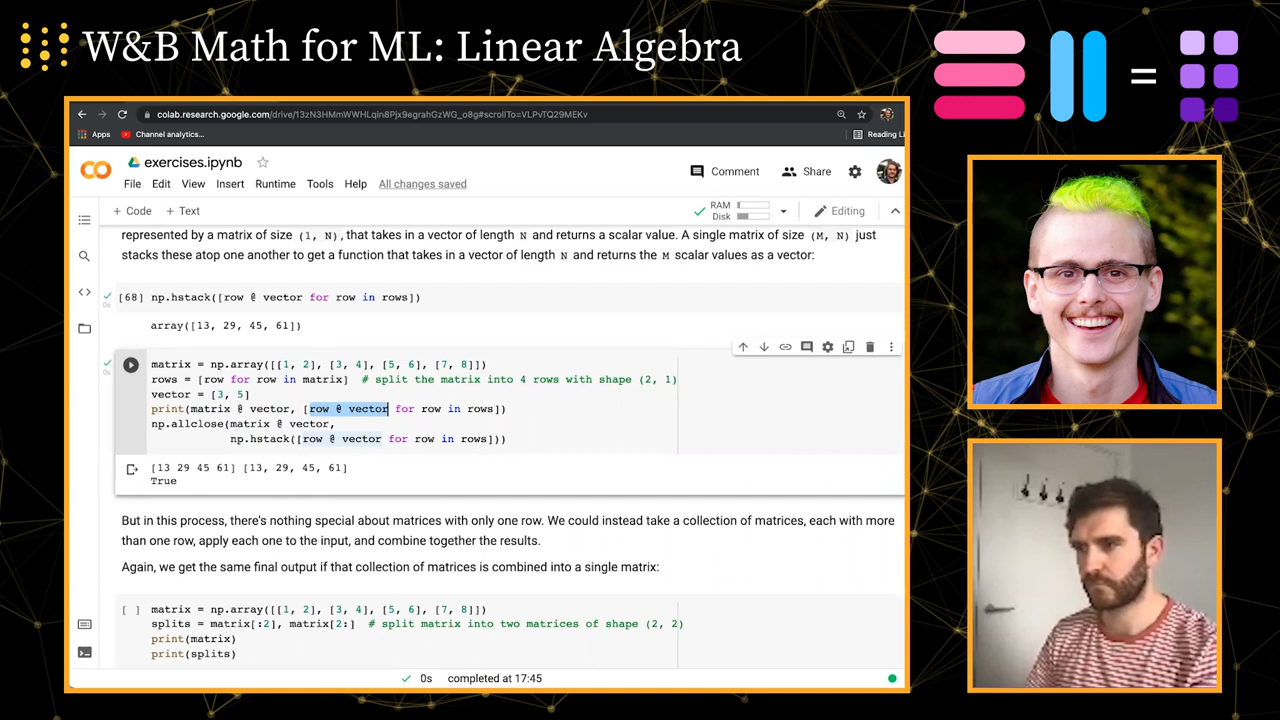 W&B Math for ML: Linear Algebra
=
colab.research.google.com/drive/13zN3HMmWWHLqin8Pjx9egrahGzWG_o8g#scrollTo=VLPvTQ29MEKv
Apps
Channel analytics...
Reading Li
CO
exercises.ipynb
Comment
Share
File Edit View Insert Runtime Tools Help All changes saved
+ Code + Text
RAM
Disk
Editing
represented by a matrix of size (1, N), that takes in a vector of length N and returns a scalar value. A single matrix of size (M, N) just
stacks these atop one another to get a function that takes in a vector of length N and returns the M scalar values as a vector:
[68] np.hstack([row @ vector for row in rows])
0s
array([13, 29, 45, 61])
matrix = np.array([[1, 2], [3, 4], [5, 6], [7, 8]])
0s
rows = [row for row in matrix] # split the matrix into 4 rows with shape (2, 1)
vector = [3, 5]
print(matrix @ vector, [row @ vector for row in rows])
np.allclose(matrix @ vector,
np.hstack([row @ vector for row in rows]))
[13 29 45 61] [13, 29, 45, 61]
True
But in this process, there's nothing special about matrices with only one row. We could instead take a collection of matrices, each with more
than one row, apply each one to the input, and combine together the results.
Again, we get the same final output if that collection of matrices is combined into a single matrix:
[ ] matrix = np.array([[1, 2], [3, 4], [5, 6], [7, 8]])
splits = matrix[:2], matrix[2:] # split matrix into two matrices of shape (2, 2)
print(matrix)
print(splits)
0s completed at 17:45